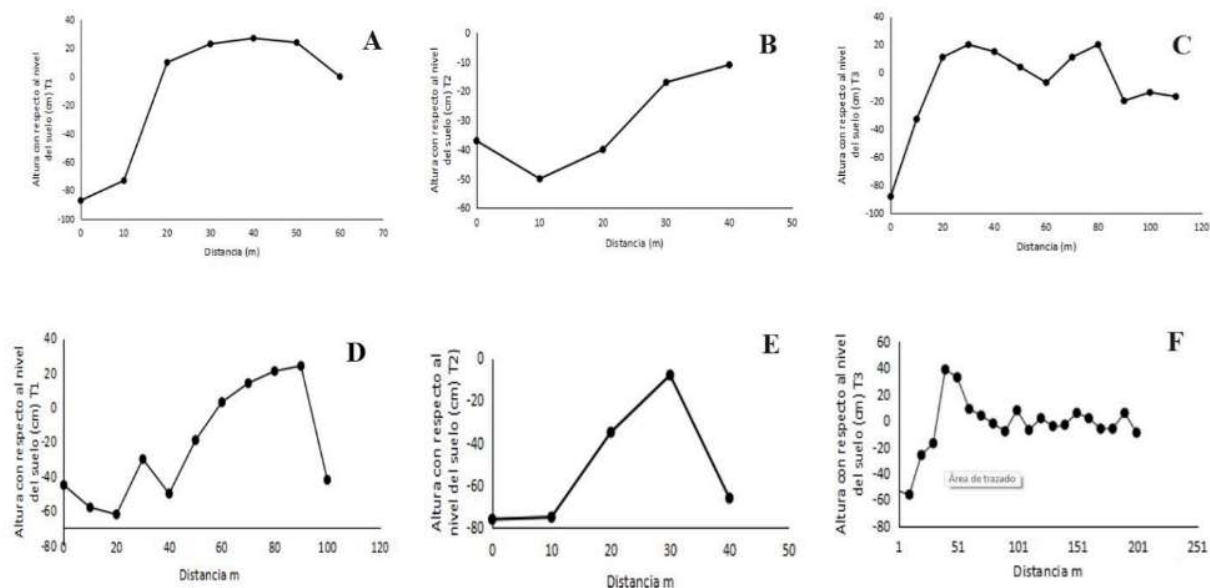 A
Altura con respecto al nivel
del suelo (cm) T1
40
20
0
-20
-40
-60
-80
-100
0 10 20 30 40 50 60 70
Distancia (m)
B
Altura con respecto al nivel
del suelo (cm) T2
-0
-10
-20
-30
-40
-50
-60
0 10 20 30 40 50
Distancia (m)
C
Altura con respecto al nivel
del suelo (cm) T3
40
20
0
-20
-40
-60
-80
-100
0 20 40 60 80 100 120
Distancia (m)
D
Altura con respecto al nivel
del suelo (cm) T1
40
20
0
-20
-40
-60
-80
0 20 40 60 80 100 120
Distancia m
E
Altura con respecto al
nivel del suelo (cm) T2)
-0
-20
-40
-60
-80
0 10 20 30 40 50
Distancia m
F
Altura con respecto al nivel
del suelo (cm) T3
60
40
20
0
-20
-40
-60
-80
Área de trazado
1 51 101 151 201 251
Distancia m